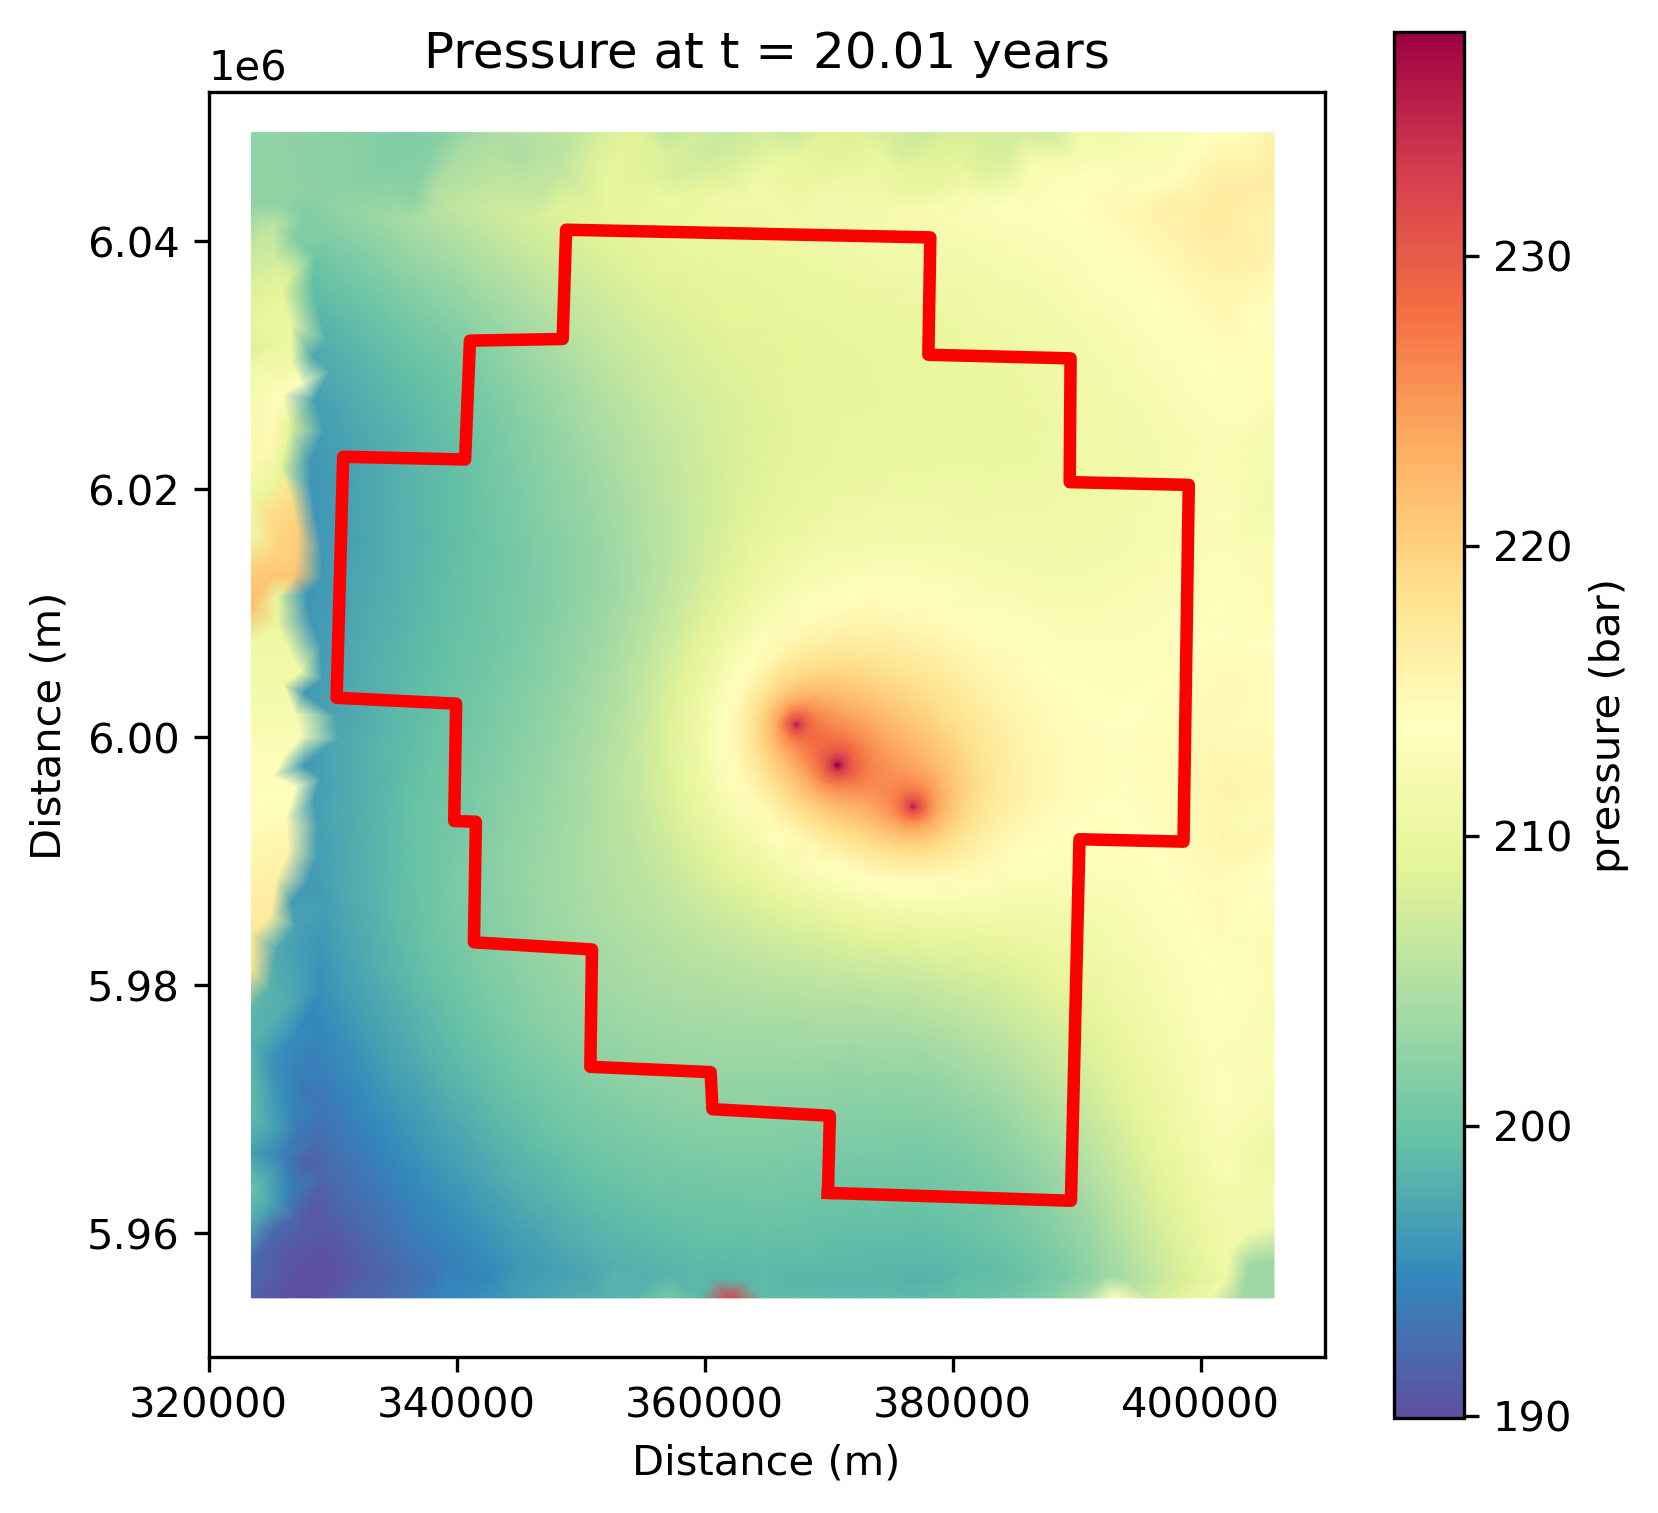 Pressure at t = 20.01 years
1e6
6.04
6.02
6.00
5.98
5.96
Distance (m)
320000 340000 360000 380000 400000
Distance (m)
230
220
210
200
190
pressure (bar)